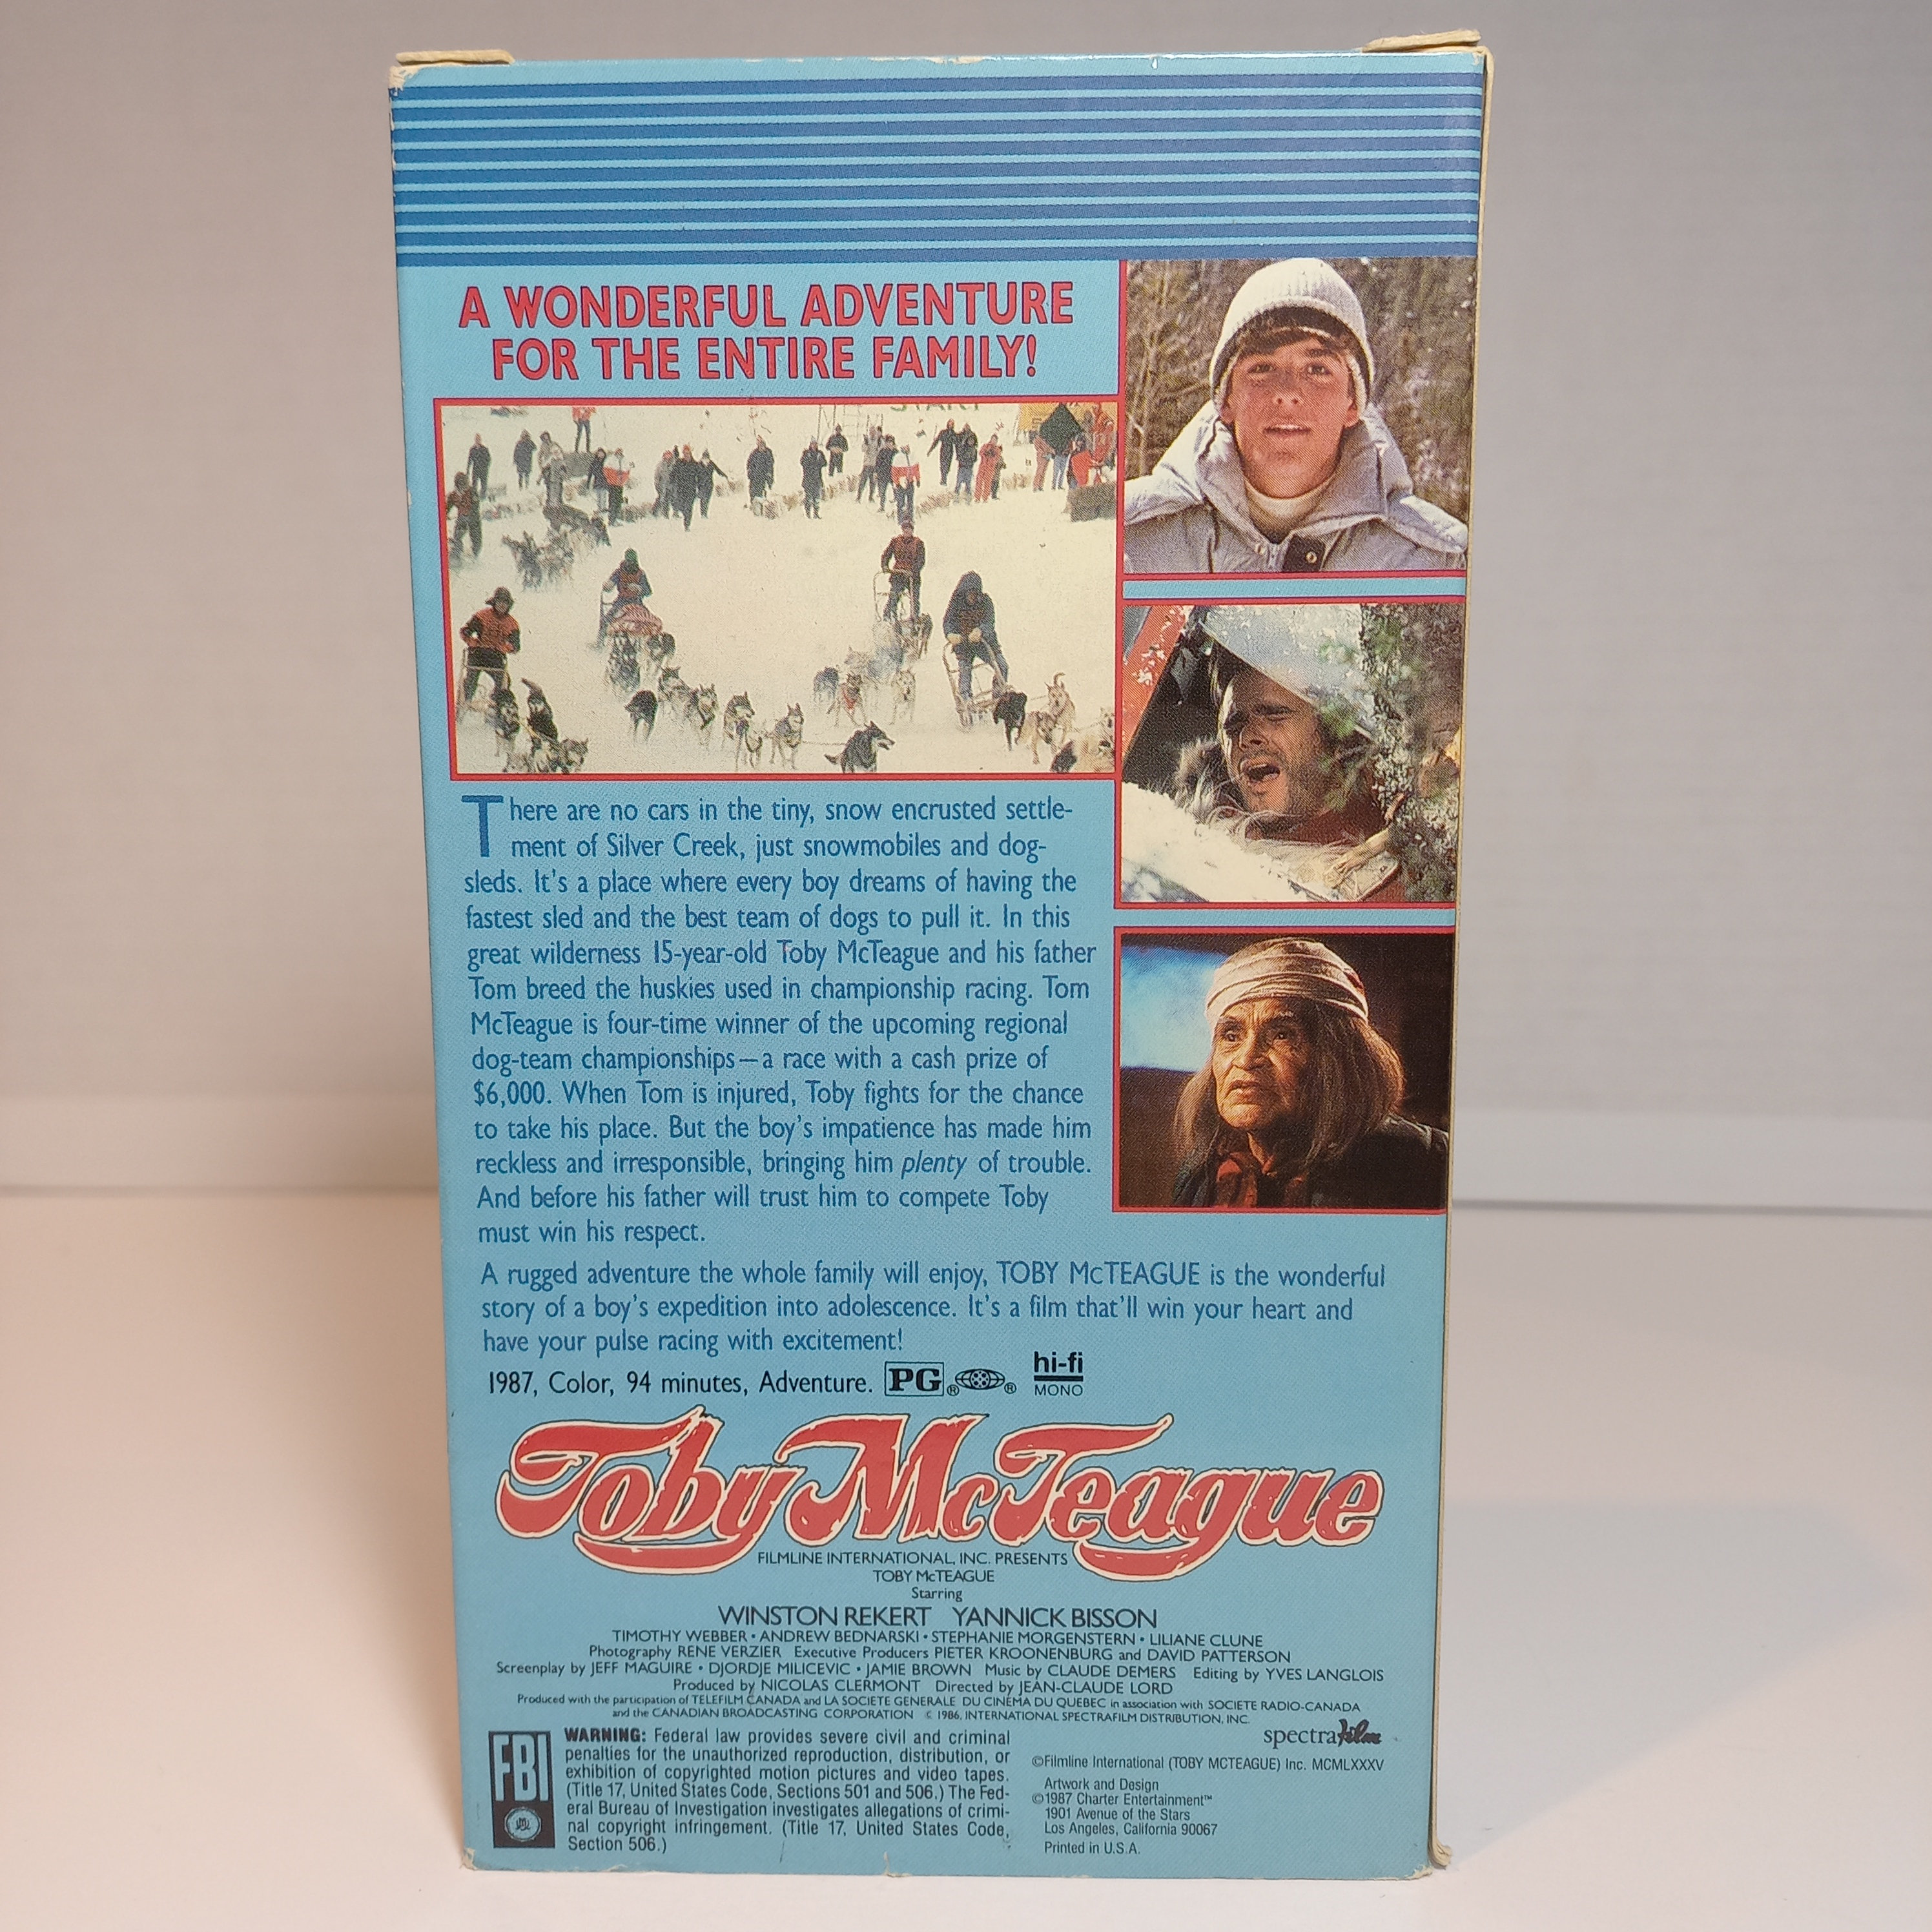 A WONDERFUL ADVENTURE
FOR THE ENTIRE FAMILY!
START
There are no cars in the tiny, snow encrusted settle-
ment of Silver Creek, just snowmobiles and dog-
sleds. It's a place where every boy dreams of having the
fastest sled and the best team of dogs to pull it. In this
great wilderness 15-year-old Toby McTeague and his father
Tom breed the huskies used in championship racing. Tom
McTeague is four-time winner of the upcoming regional
dog-team championships—a race with a cash prize of
$6,000. When Tom is injured, Toby fights for the chance
to take his place. But the boy's impatience has made him
reckless and irresponsible, bringing him plenty of trouble.
And before his father will trust him to compete Toby
must win his respect.
A rugged adventure the whole family will enjoy, TOBY McTEAGUE is the wonderful
story of a boy's expedition into adolescence. It's a film that'll win your heart and
have your pulse racing with excitement!
1987, Color, 94 minutes, Adventure. PG ® ® hi-fi
MONO
Toby McTeague
FILMLINE INTERNATIONAL, INC. PRESENTS
TOBY McTEAGUE
Starring
WINSTON REKERT YANNICK BISSON
TIMOTHY WEBBER • ANDREW BEDNARSKI • STEPHANIE MORGENSTERN • LILIANE CLUNE
Photography RENE VERZIER Executive Producers PIETER KROONENBURG and DAVID PATTERSON
Screenplay by JEFF MAGUIRE • DJORDJE MILICEVIC • JAMIE BROWN Music by CLAUDE DEMERS Editing by YVES LANGLOIS
Produced by NICOLAS CLERMONT Directed by JEAN-CLAUDE LORD
Produced with the participation of TELEFILM CANADA and LA SOCIETE GENERALE DU CINEMA DU QUEBEC in association with SOCIETE RADIO-CANADA
and the CANADIAN BROADCASTING CORPORATION © 1986, INTERNATIONAL SPECTRAFILM DISTRIBUTION, INC.
spectrafilm
FBI
WARNING: Federal law provides severe civil and criminal
penalties for the unauthorized reproduction, distribution, or
exhibition of copyrighted motion pictures and video tapes.
(Title 17, United States Code, Sections 501 and 506.) The Fed-
eral Bureau of Investigation investigates allegations of crimi-
nal copyright infringement. (Title 17, United States Code,
Section 506.)
©Filmline International (TOBY MCTEAGUE) Inc. MCMLXXXV
Artwork and Design
©1987 Charter Entertainment™
1901 Avenue of the Stars
Los Angeles, California 90067
Printed in U.S.A.